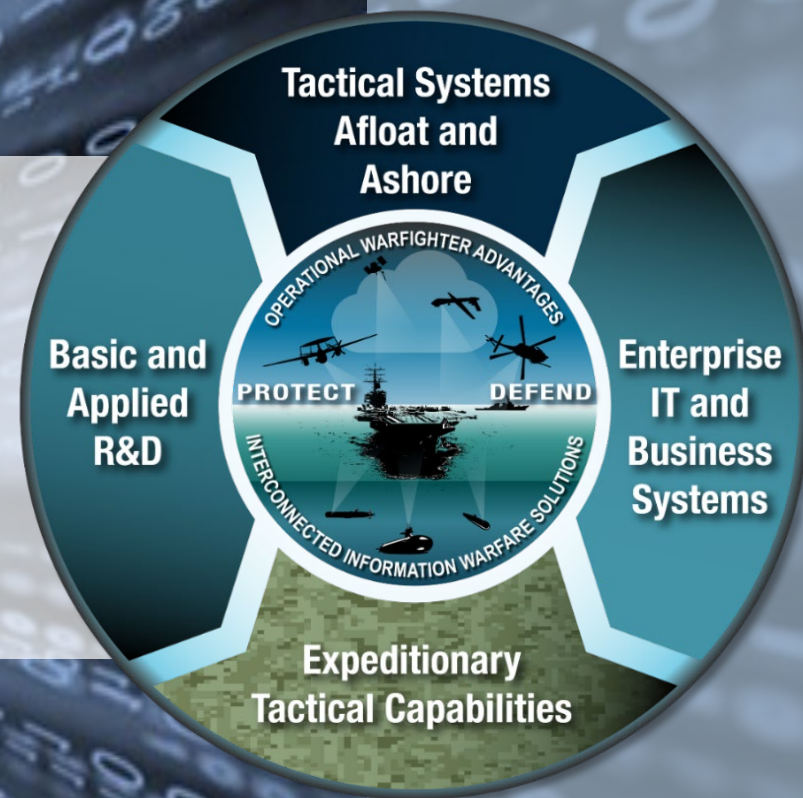 Tactical Systems
Afloat and
Ashore
Basic and
Applied
R&D
OPERATIONAL WARFIGHTER ADVANTAGES
PROTECT
DEFEND
INTERCONNECTED INFORMATION WARFARE SOLUTIONS
Enterprise
IT and
Business
Systems
Expeditionary
Tactical Capabilities